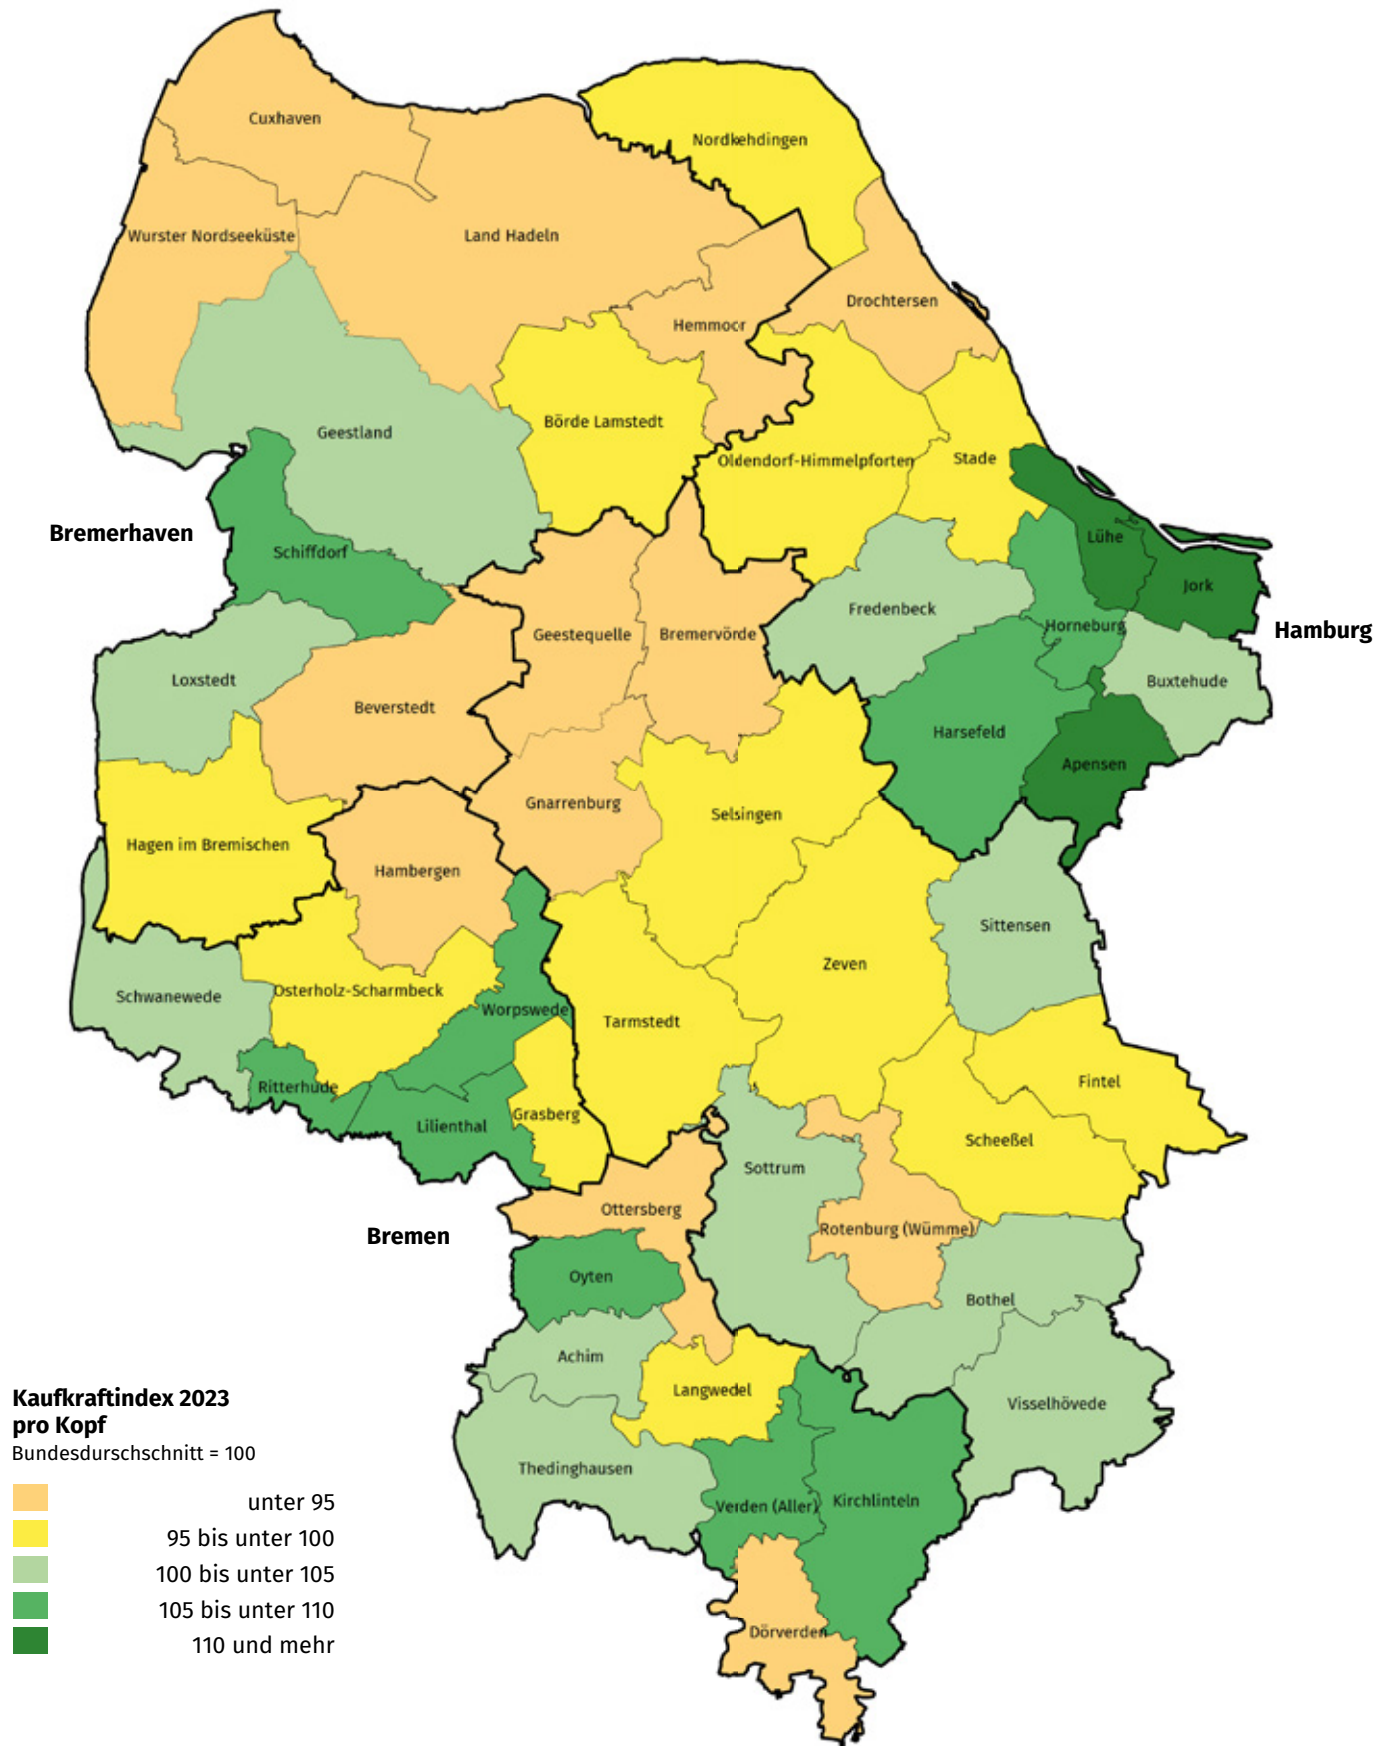 Cuxhaven
Nordkehdingen
Wurster Nordseeküste
Land Hadeln
Drochtersen
Hemmoor
Börde Lamstedt
Geestland
Oldendorf-Himmelpforten
Stade
Bremerhaven
Schiffdorf
Lühe
Jork
Fredenbeck
Geestequelle
Bremervörde
Horneburg
Hamburg
Loxstedt
Buxtehude
Beverstedt
Harsefeld
Apensen
Gnarrenburg
Selsingen
Hagen im Bremischen
Hambergen
Sittensen
Zeven
Schwanewede
Osterholz-Scharmbeck
Worpswede
Tarmstedt
Fintel
Ritterhude
Grasberg
Lilienthal
Scheeßel
Sottrum
Ottersberg
Rotenburg (Wümme)
Bremen
Oyten
Bothel
Achim
Langwedel
Visselhövede
Thedinghausen
Verden (Aller)
Kirchlinteln
Dörverden
Kaufkraftindex 2023
pro Kopf
Bundesdurschschnitt = 100
unter 95
95 bis unter 100
100 bis unter 105
105 bis unter 110
110 und mehr